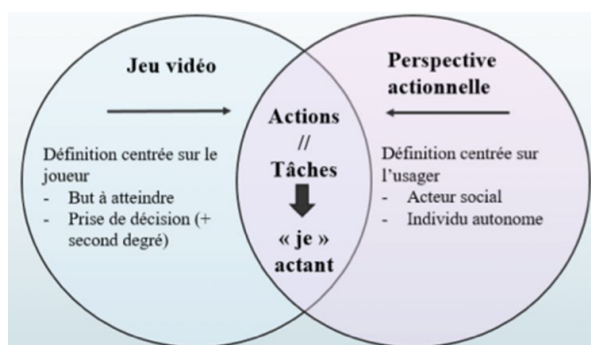 Jeu vidéo
Définition centrée sur le
joueur
- But à atteindre
- Prise de décision (+
second degré)
Actions
//
Tâches
« je »
actant
Perspective
actionnelle
Définition centrée sur
l'usager
- Acteur social
- Individu autonome